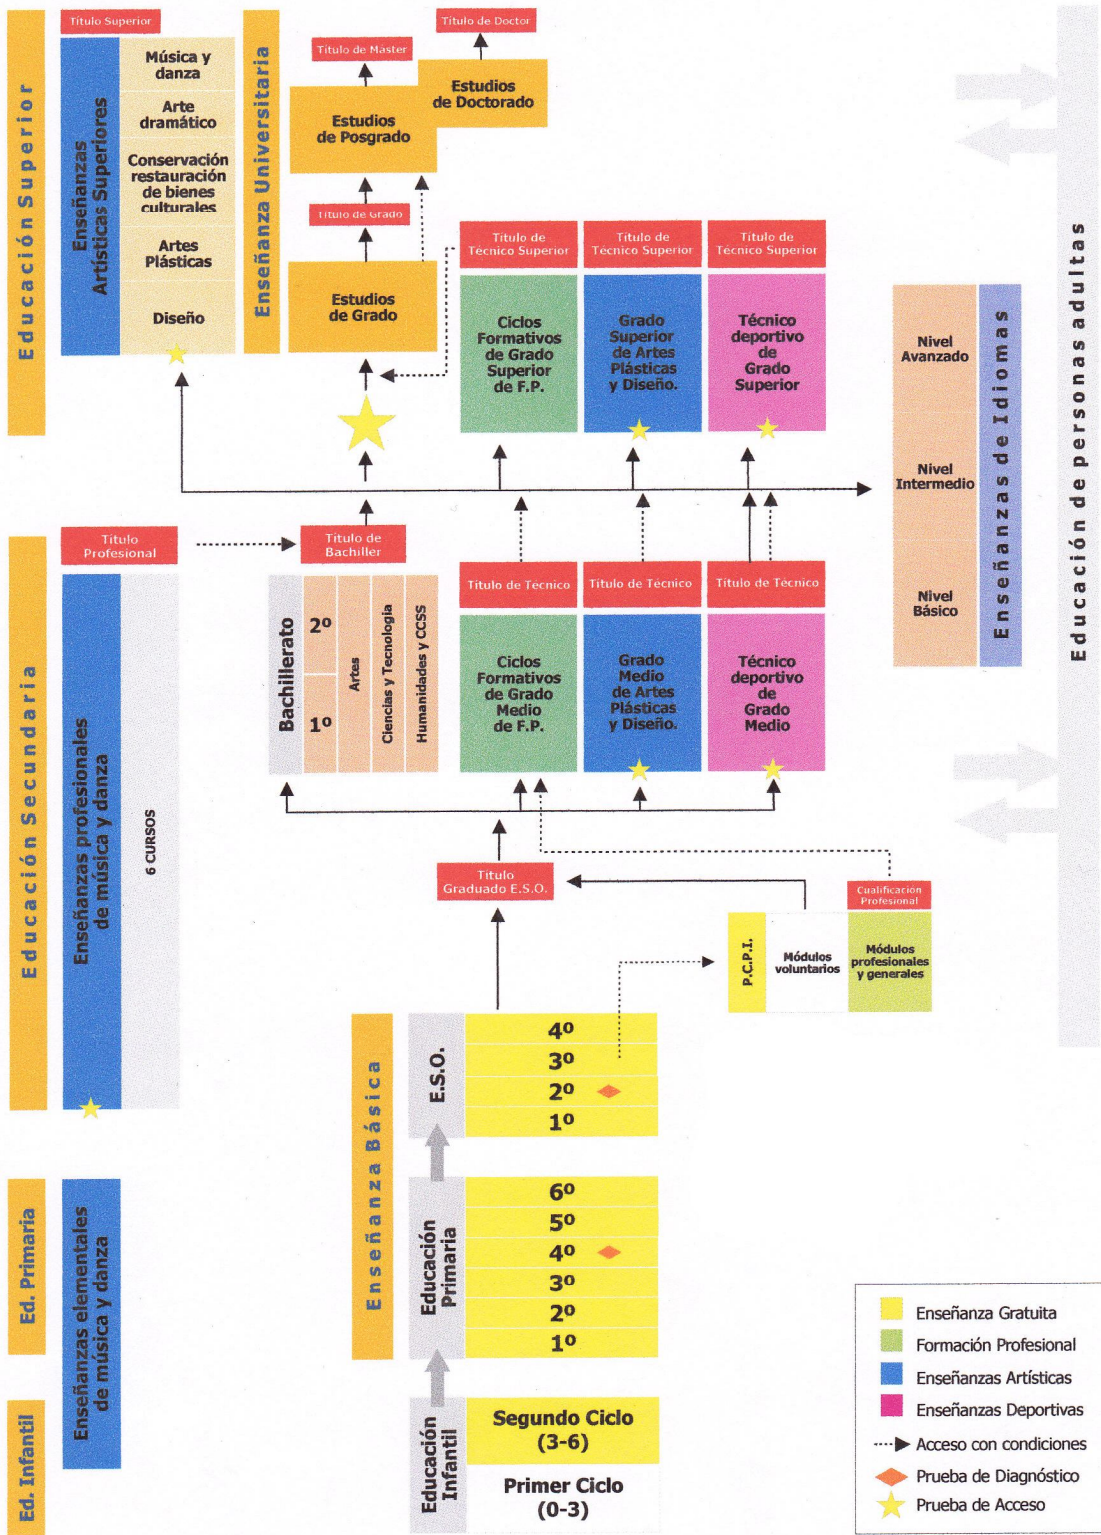 Educación Superior
Título Superior
Enseñanzas
Artísticas Superiores
Música y
danza
Arte
dramático
Conservación
restauración
de bienes
culturales
Artes
Plásticas
Diseño
Enseñanza Universitaria
Título de Máster
Título de Doctor
Estudios
de Posgrado
Estudios
de Doctorado
Título de Grado
Estudios
de Grado
Título de
Técnico Superior
Título de
Técnico Superior
Título de
Técnico Superior
Ciclos
Formativos
de Grado
Superior
de F.P.
Grado
Superior
de Artes
Plásticas
y Diseño.
Técnico
deportivo
de
Grado
Superior
Nivel
Avanzado
Nivel
Intermedio
Nivel
Básico
Enseñanzas de Idiomas
Educación de personas adultas
Educación Secundaria
Título
Profesional
Enseñanzas profesionales
de música y danza
6 CURSOS
Título de
Bachiller
Bachillerato
2º
1º
Artes
Ciencias y Tecnología
Humanidades y CCSS
Título de Técnico
Título de Técnico
Título de Técnico
Ciclos
Formativos
de Grado
Medio
de F.P.
Grado
Medio
de Artes
Plásticas
y Diseño.
Técnico
deportivo
de
Grado
Medio
Título
Graduado E.S.O.
Cualificación
Profesional
P.C.P.I.
Módulos
voluntarios
Módulos
profesionales
y generales
Enseñanza Básica
E.S.O.
4º
3º
2º
1º
Ed. Primaria
Enseñanzas elementales
de música y danza
Educación
Primaria
6º
5º
4º
3º
2º
1º
Ed. Infantil
Educación
Infantil
Segundo Ciclo
(3-6)
Primer Ciclo
(0-3)
Enseñanza Gratuita
Formación Profesional
Enseñanzas Artísticas
Enseñanzas Deportivas
Acceso con condiciones
Prueba de Diagnóstico
Prueba de Acceso